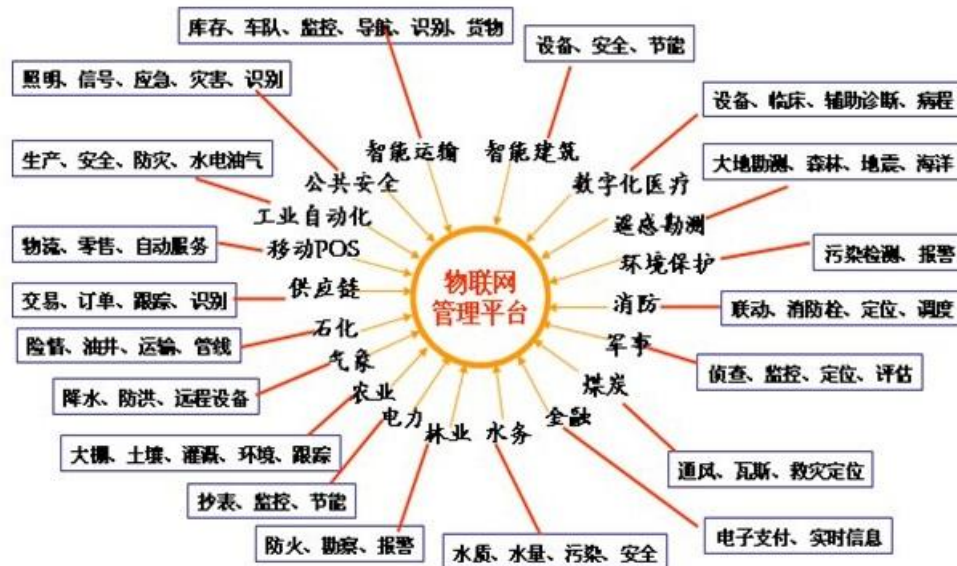 库存、车队、监控、导航、识别、货物
设备、安全、节能
照明、信号、应急、灾害、识别
设备、临床、辅助诊断、病程
生产、安全、防灾、水电油气
智能运输
智能建筑
大地勘测、森林、地震、海洋
公共安全
数字化医疗
工业自动化
遥感勘测
物流、零售、自动服务
移动POS
环境保护
污染检测、报警
物联网
管理平台
交易、订单、跟踪、识别
供应链
消防
联动、消防栓、定位、调度
险情、油井、运输、管线
石化
军事
气象
侦查、监控、定位、评估
降水、防洪、远程设备
农业
煤炭
电力
林业
水务
金融
大棚、土壤、灌溉、环境、跟踪
通风、瓦斯、救灾定位
抄表、监控、节能
电子支付、实时信息
防火、勘察、报警
水质、水量、污染、安全